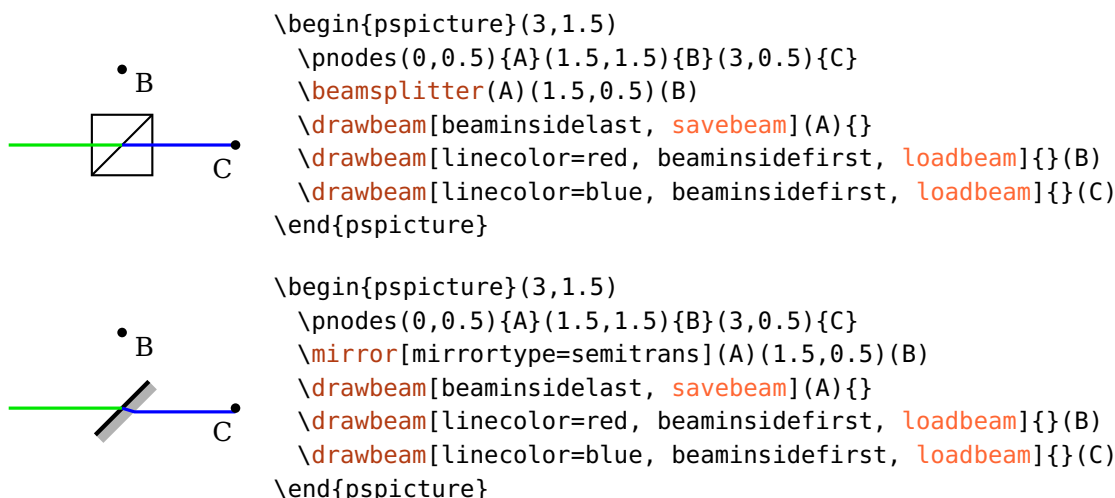 B
C
\begin{pspicture}(3,1.5)
  \pnodes(0,0.5){A}(1.5,1.5){B}(3,0.5){C}
  \beamsplitter(A)(1.5,0.5)(B)
  \drawbeam[beaminsidelast, savebeam](A){}
  \drawbeam[linecolor=red, beaminsidefirst, loadbeam]{}(B)
  \drawbeam[linecolor=blue, beaminsidefirst, loadbeam]{}(C)
\end{pspicture}
B
C
\begin{pspicture}(3,1.5)
  \pnodes(0,0.5){A}(1.5,1.5){B}(3,0.5){C}
  \mirror[mirrortype=semitrans](A)(1.5,0.5)(B)
  \drawbeam[beaminsidelast, savebeam](A){}
  \drawbeam[linecolor=red, beaminsidefirst, loadbeam]{}(B)
  \drawbeam[linecolor=blue, beaminsidefirst, loadbeam]{}(C)
\end{pspicture}